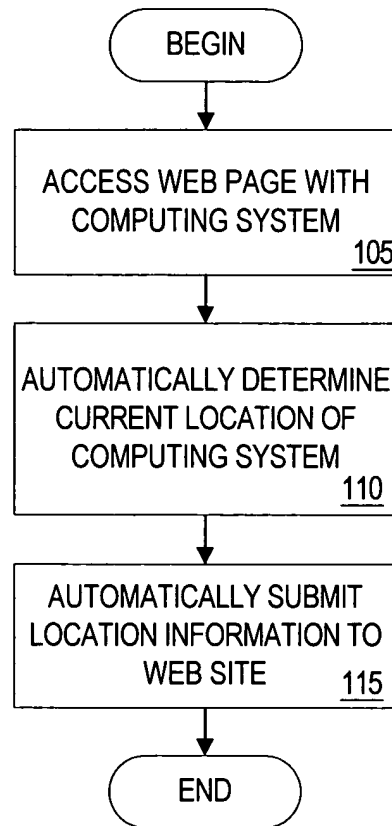 BEGIN
ACCESS WEB PAGE WITH
COMPUTING SYSTEM
105
AUTOMATICALLY DETERMINE
CURRENT LOCATION OF
COMPUTING SYSTEM
110
AUTOMATICALLY SUBMIT
LOCATION INFORMATION TO
WEB SITE
115
END